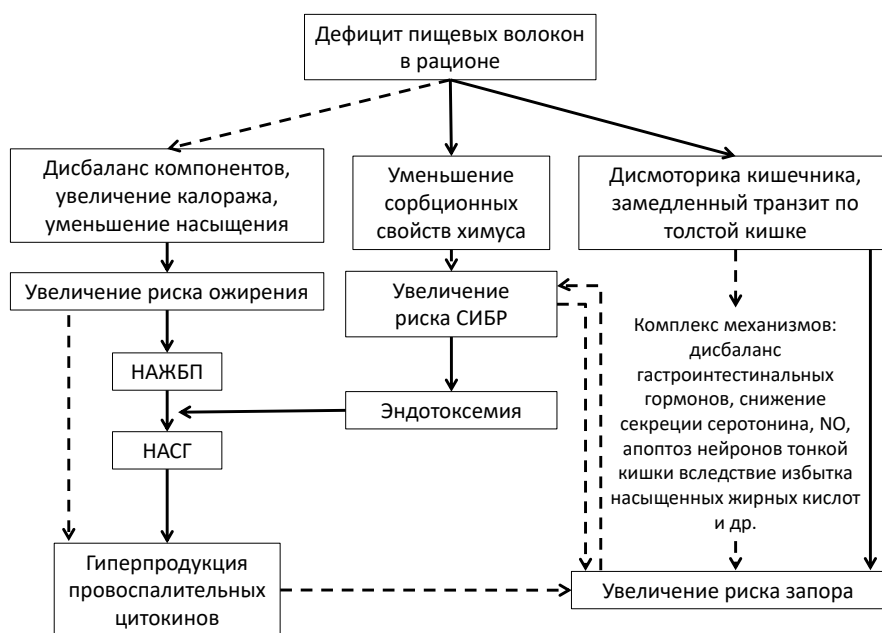 Дефицит пищевых волокон
в рационе
Дисбаланс компонентов,
увеличение калоража,
уменьшение насыщения
Уменьшение
сорбционных
свойств химуса
Дисмоторика кишечника,
замедленный транзит по
толстой кишке
Увеличение риска ожирения
Увеличение
риска СИБР
Комплекс механизмов:
дисбаланс
гастроинтестинальных
гормонов, снижение
секреции серотонина, NO,
апоптоз нейронов тонкой
кишки вследствие избытка
насыщенных жирных кислот
и др.
НАЖБП
Эндотоксемия
НАСГ
Гиперпродукция
провоспалительных
цитокинов
Увеличение риска запора